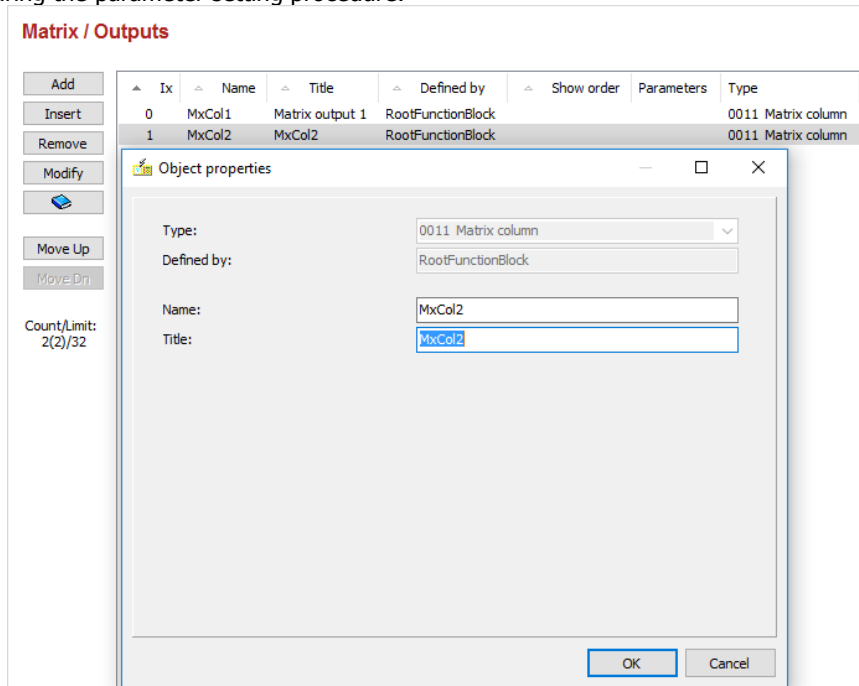 Matrix / Outputs
Add
Insert
Remove
Modify
Move Up
Move Dn
Count/Limit:
2(2)/32
Ix Name Title Defined by Show order Parameters Type
0 MxCol1 Matrix output 1 RootFunctionBlock 0011 Matrix column
1 MxCol2 MxCol2 RootFunctionBlock 0011 Matrix column
Object properties
Type: 0011 Matrix column
Defined by: RootFunctionBlock
Name: MxCol2
Title: MxCol2
OK Cancel